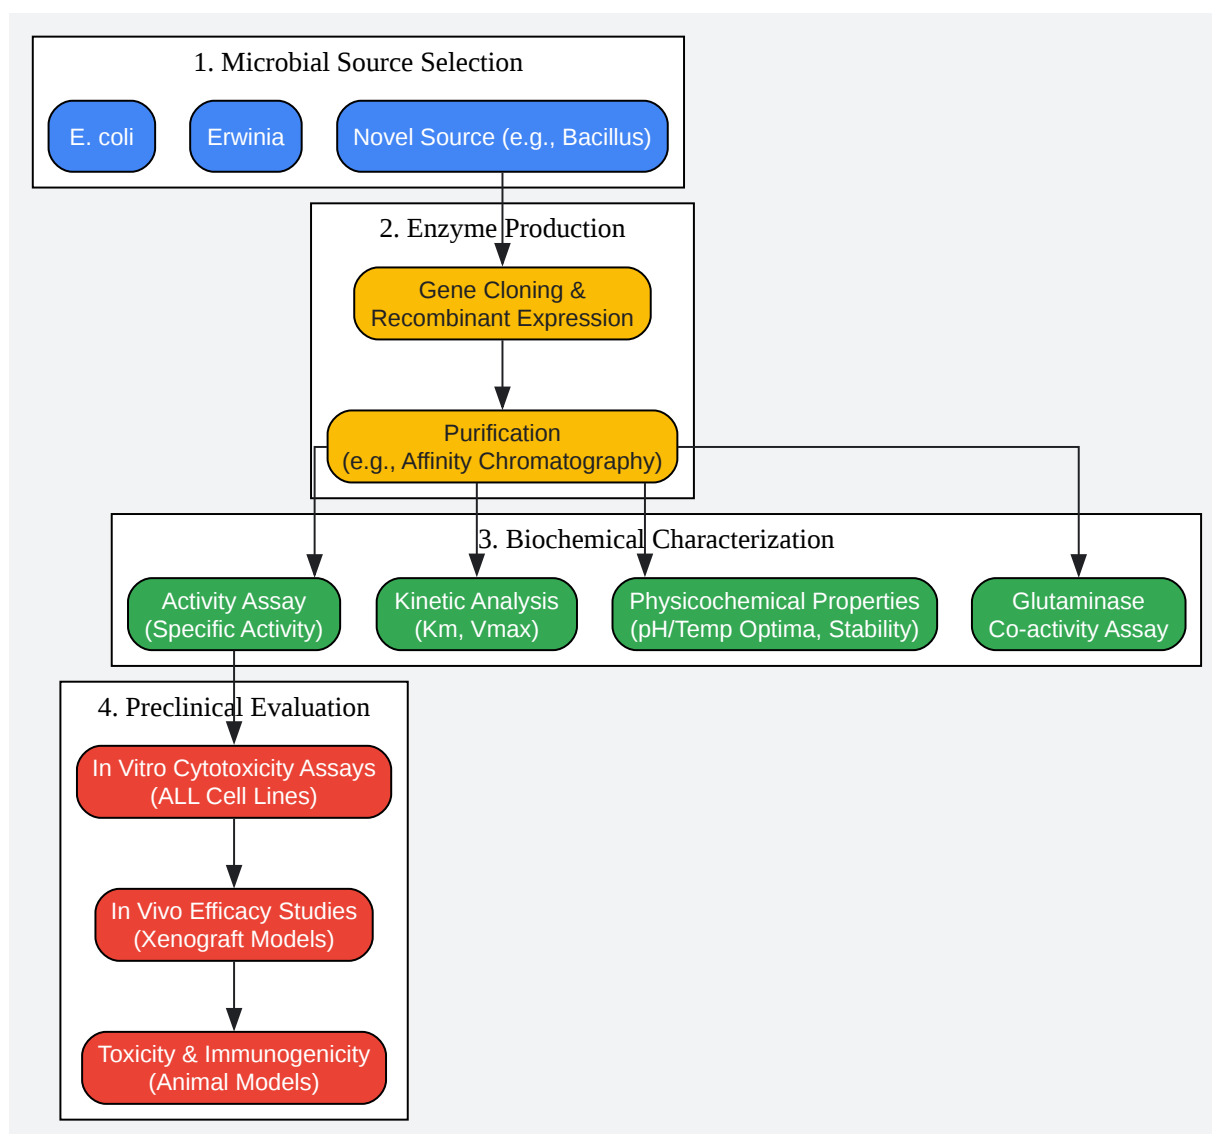 1. Microbial Source Selection
E. coli
Erwinia
Novel Source (e.g., Bacillus)
2. Enzyme Production
Gene Cloning &
Recombinant Expression
Purification
(e.g., Affinity Chromatography)
3. Biochemical Characterization
Activity Assay
(Specific Activity)
Kinetic Analysis
(Km, Vmax)
Physicochemical Properties
(pH/Temp Optima, Stability)
Glutaminase
Co-activity Assay
4. Preclinical Evaluation
In Vitro Cytotoxicity Assays
(ALL Cell Lines)
In Vivo Efficacy Studies
(Xenograft Models)
Toxicity & Immunogenicity
(Animal Models)